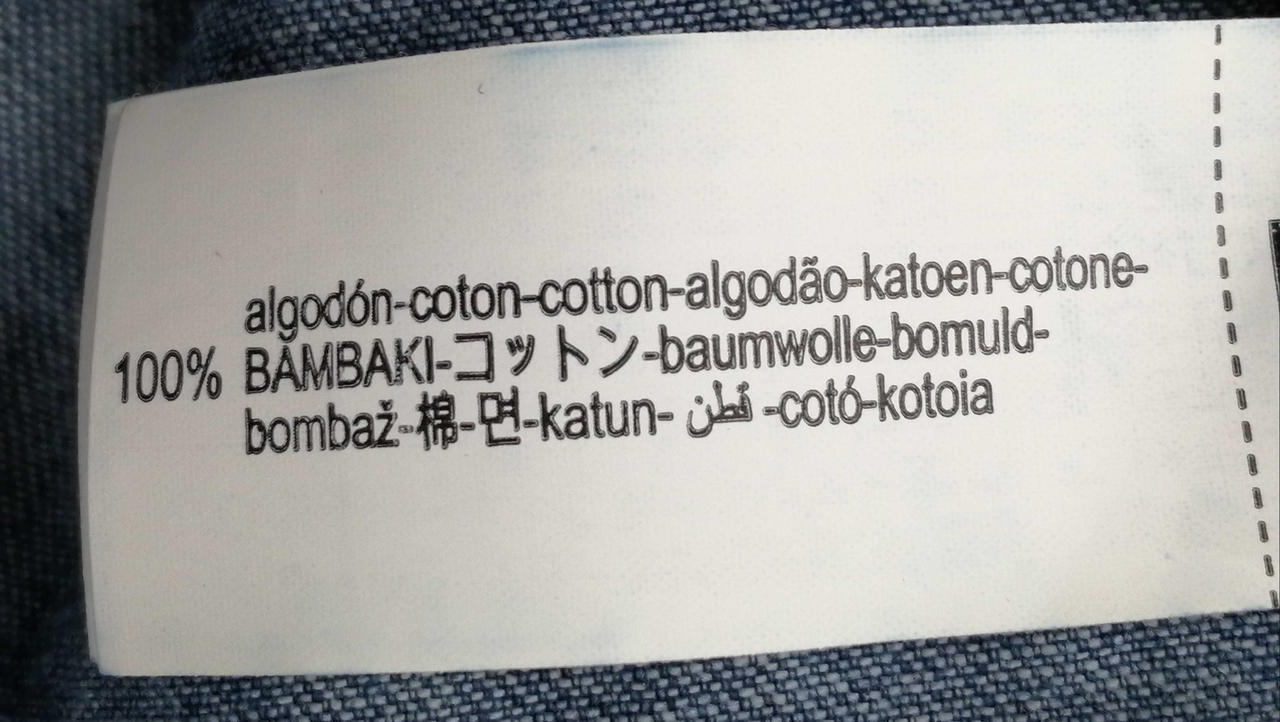 algodón-coton-cotton-algodão-katoen-cotone-
100% BAMBAKI-コットン-baumwolle-bomuld-
bombaž-棉-면-katun- قطن -cotó-kotoia